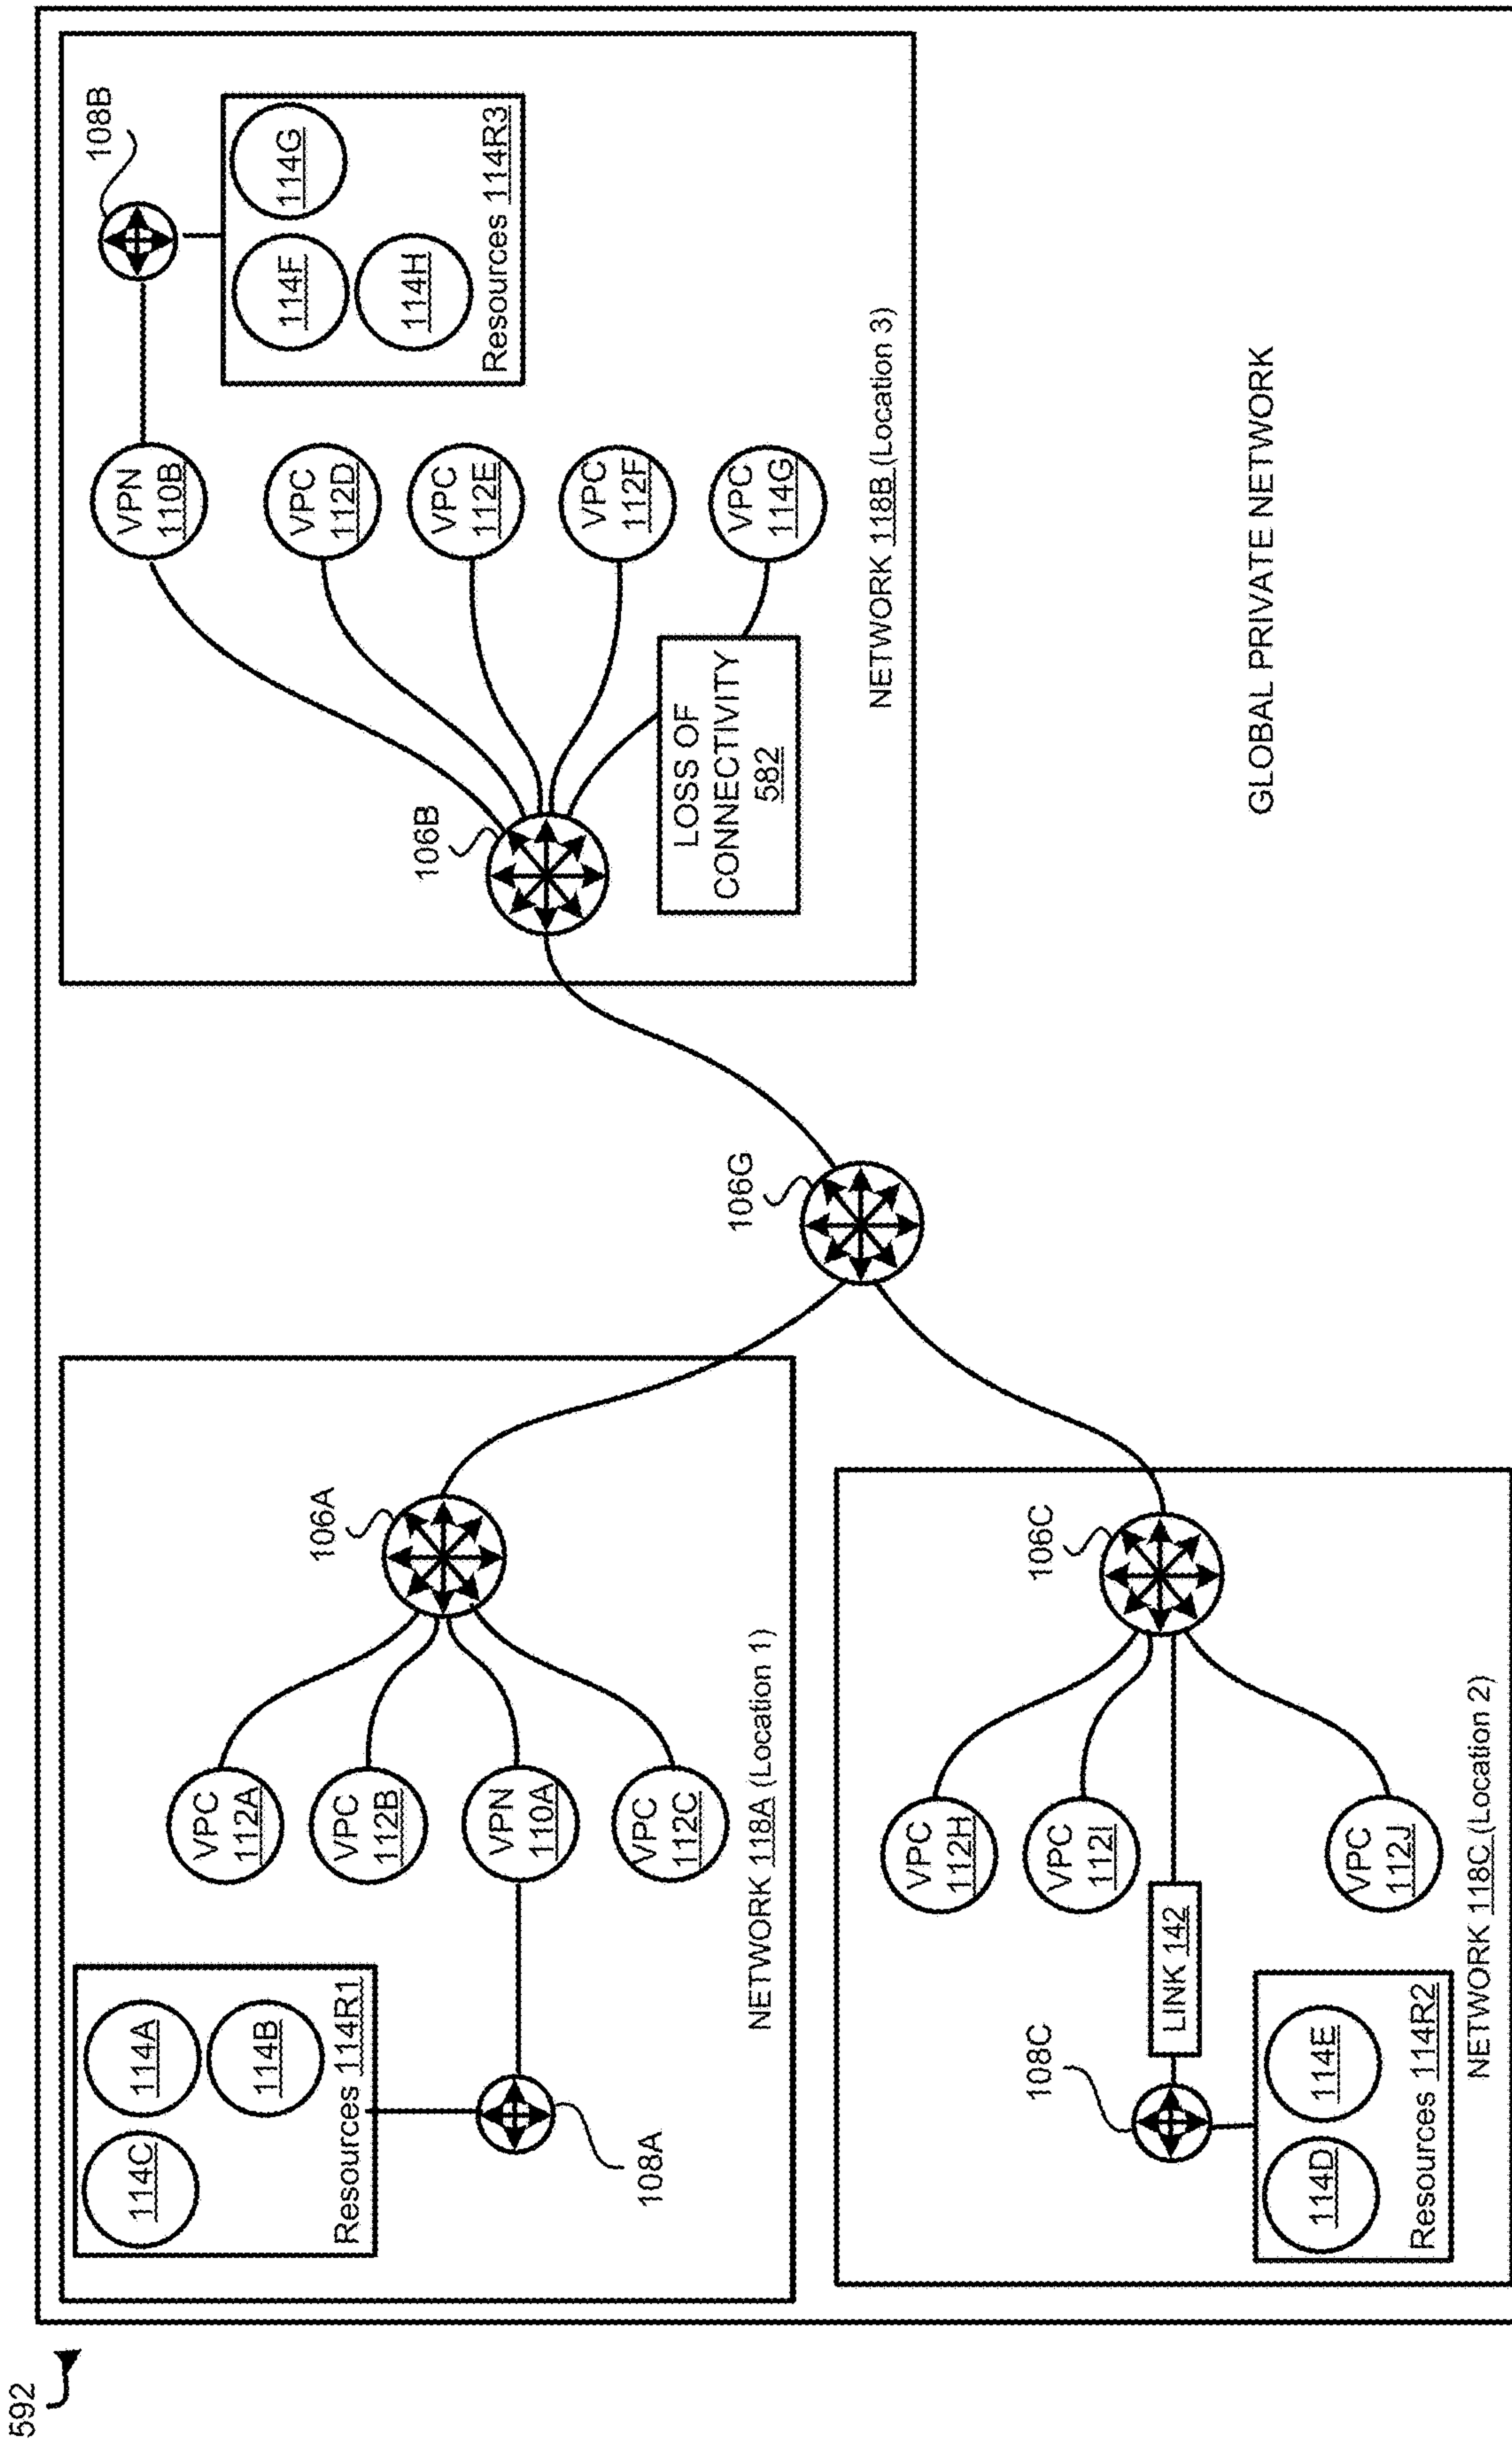 592
114C
114A
114B
Resources 114R1
108A
VPC
112A
VPC
112B
VPN
110A
VPC
112C
106A
NETWORK 118A (Location 1)
106G
VPN
110B
VPC
112D
VPC
112E
VPC
112F
VPC
114G
106B
LOSS OF
CONNECTIVITY
582
108B
114F
114G
114H
Resources 114R3
NETWORK 118B (Location 3)
108C
LINK 142
114D
114E
Resources 114R2
VPC
112H
VPC
112I
VPC
112J
106C
NETWORK 118C (Location 2)
GLOBAL PRIVATE NETWORK